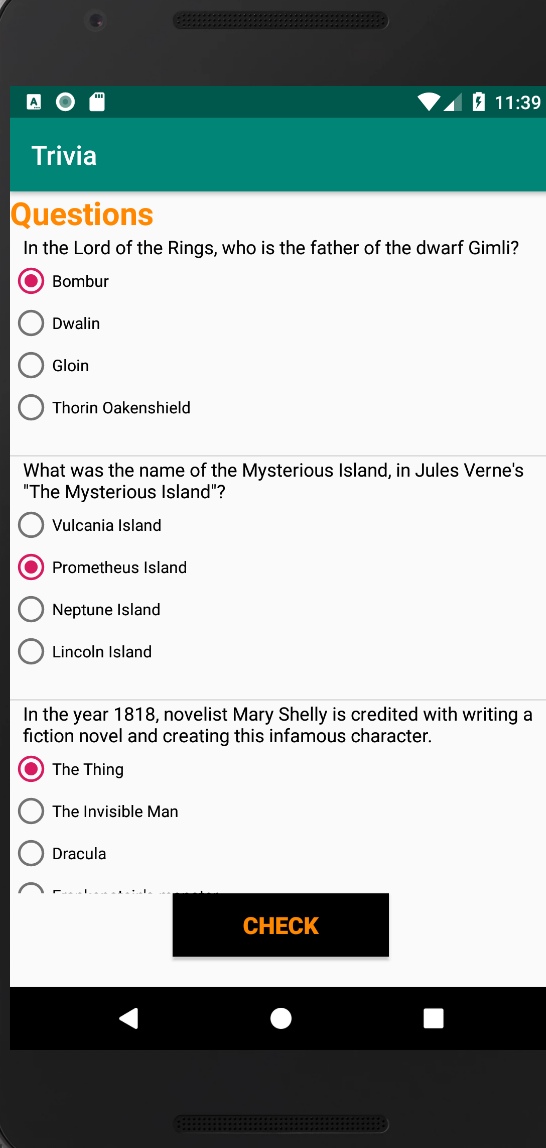 11:39
Trivia
Questions
In the Lord of the Rings, who is the father of the dwarf Gimli?
Bombur
Dwalin
Gloin
Thorin Oakenshield
What was the name of the Mysterious Island, in Jules Verne's
"The Mysterious Island"?
Vulcania Island
Prometheus Island
Neptune Island
Lincoln Island
In the year 1818, novelist Mary Shelly is credited with writing a
fiction novel and creating this infamous character.
The Thing
The Invisible Man
Dracula
Frankenstein's monster
CHECK